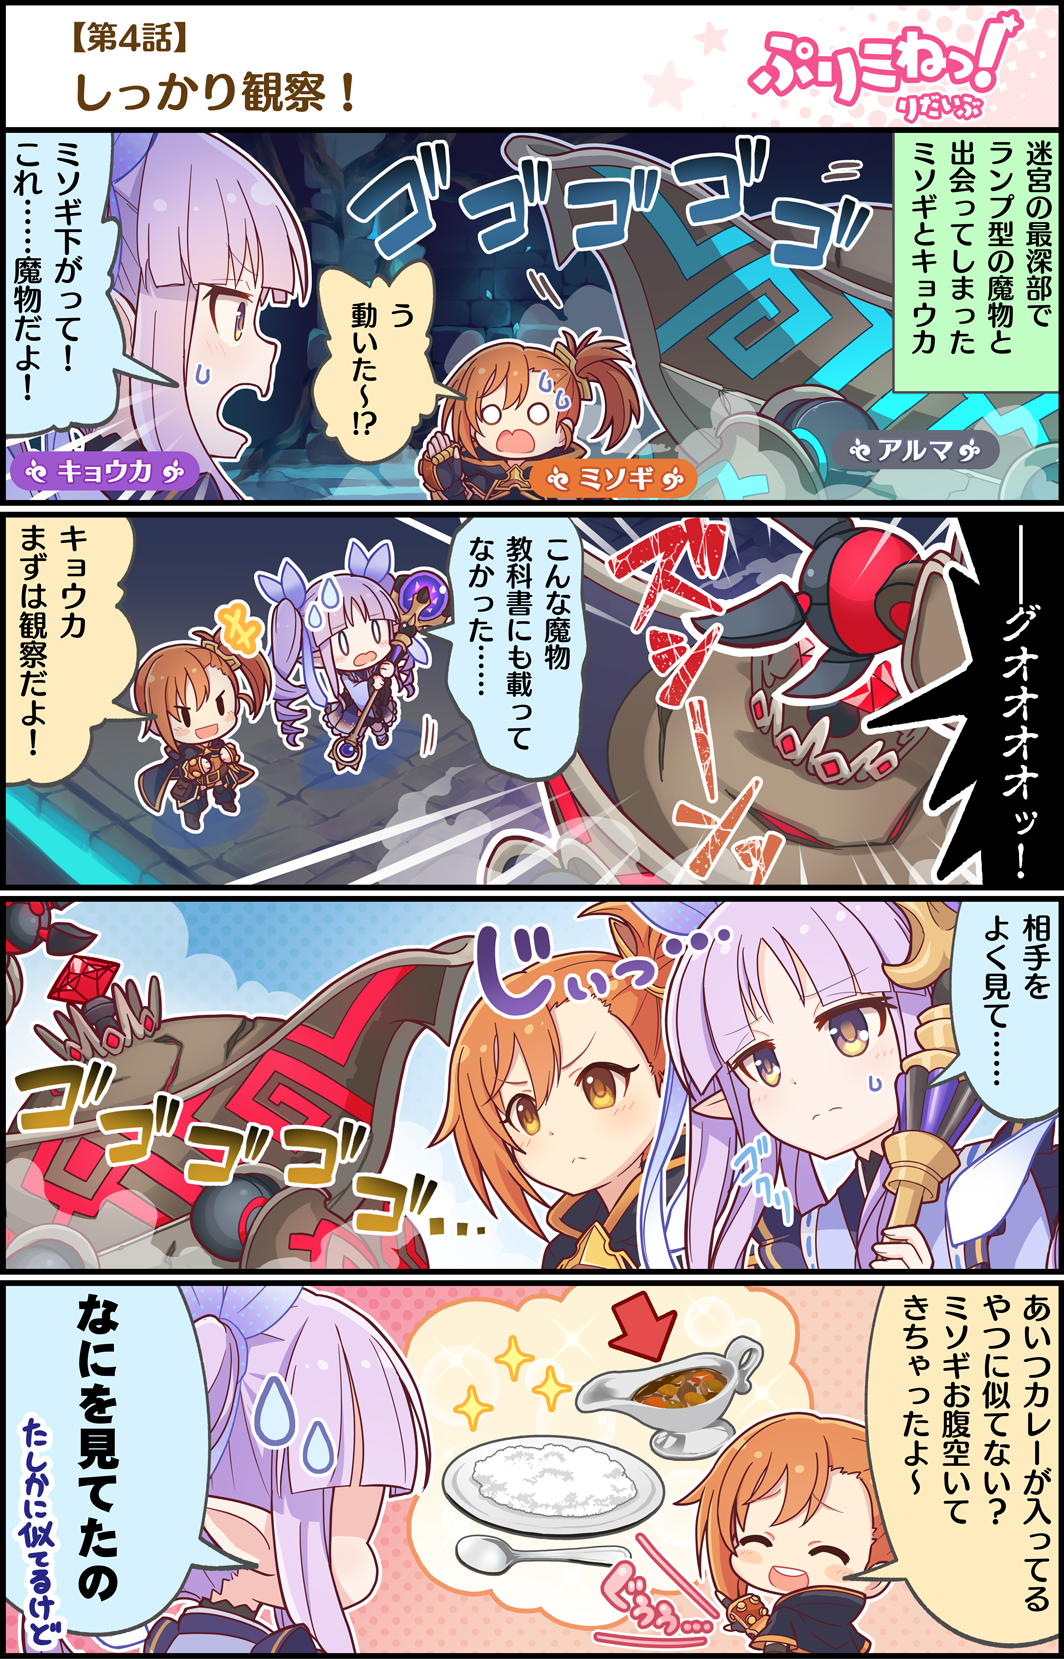 【第4話】
しっかり観察！
ぷりこねっ！
りだいぶ
迷宮の最深部で
ランプ型の魔物と
出会ってしまった
ミソギとキョウカ
ゴゴゴゴゴ
う
動いた～!?
ミソギ下がって！
これ……魔物だよ！
キョウカ
ミソギ
アルマ
――グオオオオオッ！
ズズーン
こんな魔物
教科書にも載って
なかった……
キョウカ
まずは観察だよ！
相手を
よく見て……
じぃっ…
ゴクリ
ゴゴゴゴゴ…
あいつカレーが入ってる
やつに似てない？
ミソギお腹空いて
きちゃったよ～
ぐぅぅ…
なにを見てたの
たしかに似てるけど